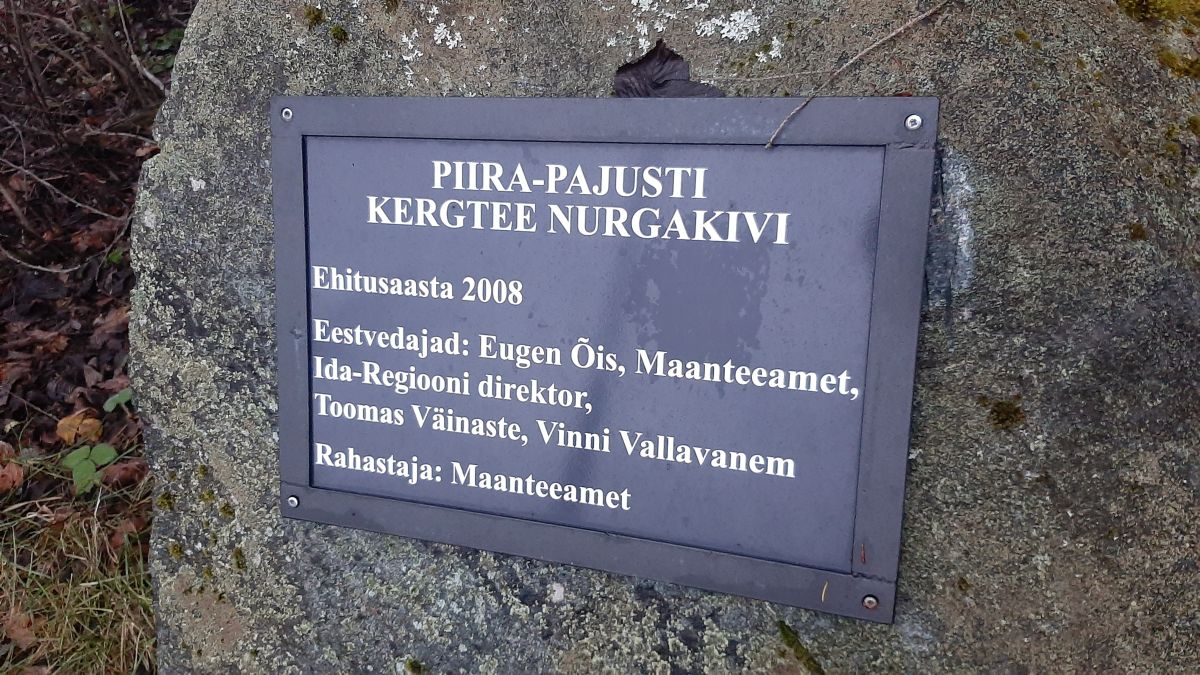 PIIRA-PAJUSTI
KERGTEE NURGAKIVI
Ehitusaasta 2008
Eestvedajad: Eugen Õis, Maanteeamet,
Ida-Regiooni direktor,
Toomas Väinaste, Vinni Vallavanem
Rahastaja: Maanteeamet